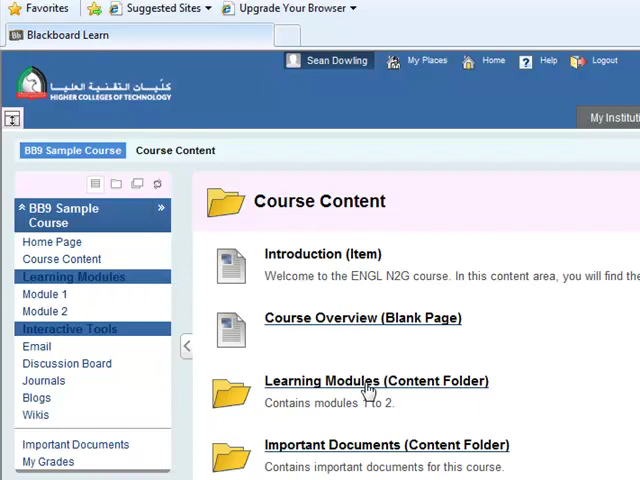 Favorites Suggested Sites Upgrade Your Browser
Bb Blackboard Learn
Sean Dowling My Places Home Help Logout
كليات التقنية العليا
HIGHER COLLEGES OF TECHNOLOGY
My Instituti
BB9 Sample Course Course Content
BB9 Sample
Course
Home Page
Course Content
Learning Modules
Module 1
Module 2
Interactive Tools
Email
Discussion Board
Journals
Blogs
Wikis
Important Documents
My Grades
Course Content
Introduction (Item)
Welcome to the ENGL N2G course. In this content area, you will find the
Course Overview (Blank Page)
Learning Modules (Content Folder)
Contains modules 1 to 2.
Important Documents (Content Folder)
Contains important documents for this course.